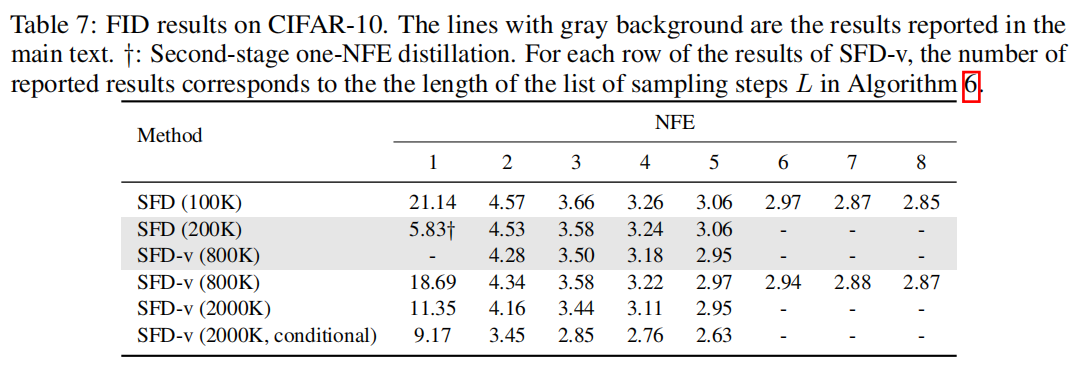 Table 7: FID results on CIFAR-10. The lines with gray background are the results reported in the
main text. †: Second-stage one-NFE distillation. For each row of the results of SFD-v, the number of
reported results corresponds to the the length of the list of sampling steps L in Algorithm 6.
Method NFE
1 2 3 4 5 6 7 8
SFD (100K) 21.14 4.57 3.66 3.26 3.06 2.97 2.87 2.85
SFD (200K) 5.83† 4.53 3.58 3.24 3.06 - - -
SFD-v (800K) - 4.28 3.50 3.18 2.95 - - -
SFD-v (800K) 18.69 4.34 3.58 3.22 2.97 2.94 2.88 2.87
SFD-v (2000K) 11.35 4.16 3.44 3.11 2.95 - - -
SFD-v (2000K, conditional) 9.17 3.45 2.85 2.76 2.63 - - -